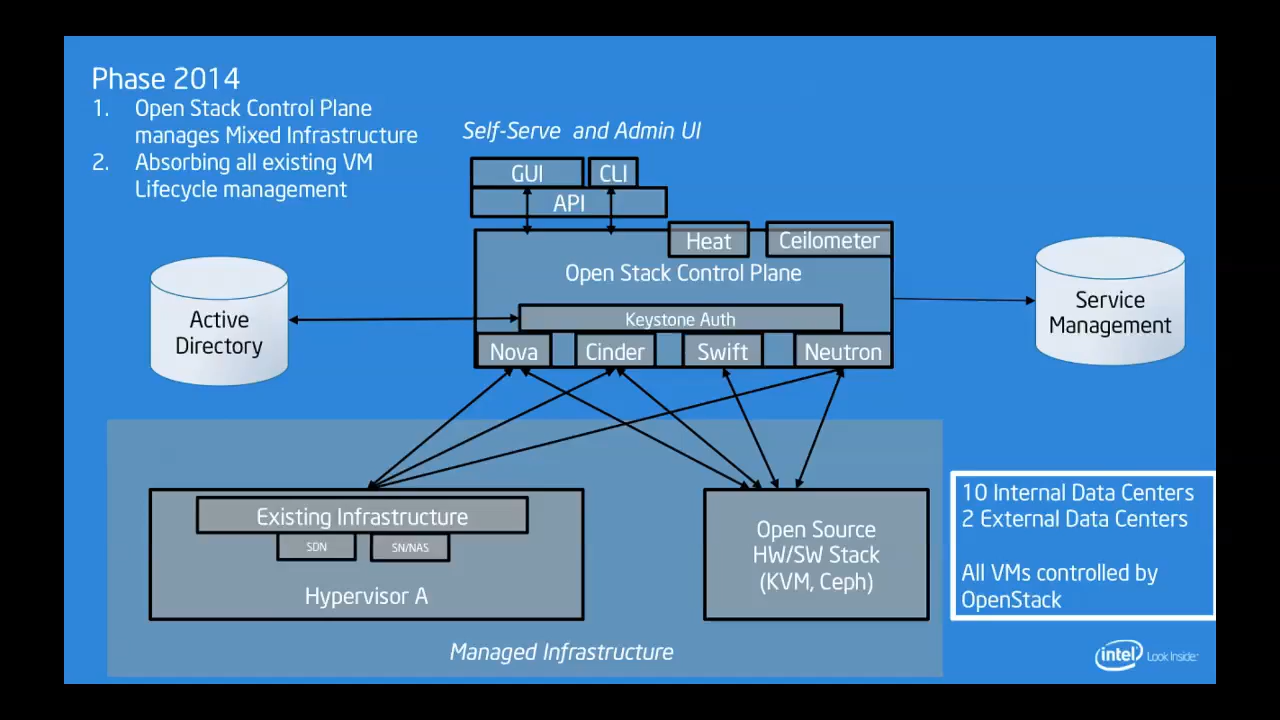 Phase 2014
1. Open Stack Control Plane
manages Mixed Infrastructure
2. Absorbing all existing VM
Lifecycle management
Self-Serve and Admin UI
GUI
CLI
API
Heat
Ceilometer
Open Stack Control Plane
Keystone Auth
Nova
Cinder
Swift
Neutron
Active
Directory
Service
Management
Existing Infrastructure
SDN
SN/NAS
Hypervisor A
Open Source
HW/SW Stack
(KVM, Ceph)
Managed Infrastructure
10 Internal Data Centers
2 External Data Centers
All VMs controlled by
OpenStack
intel Look Inside.™